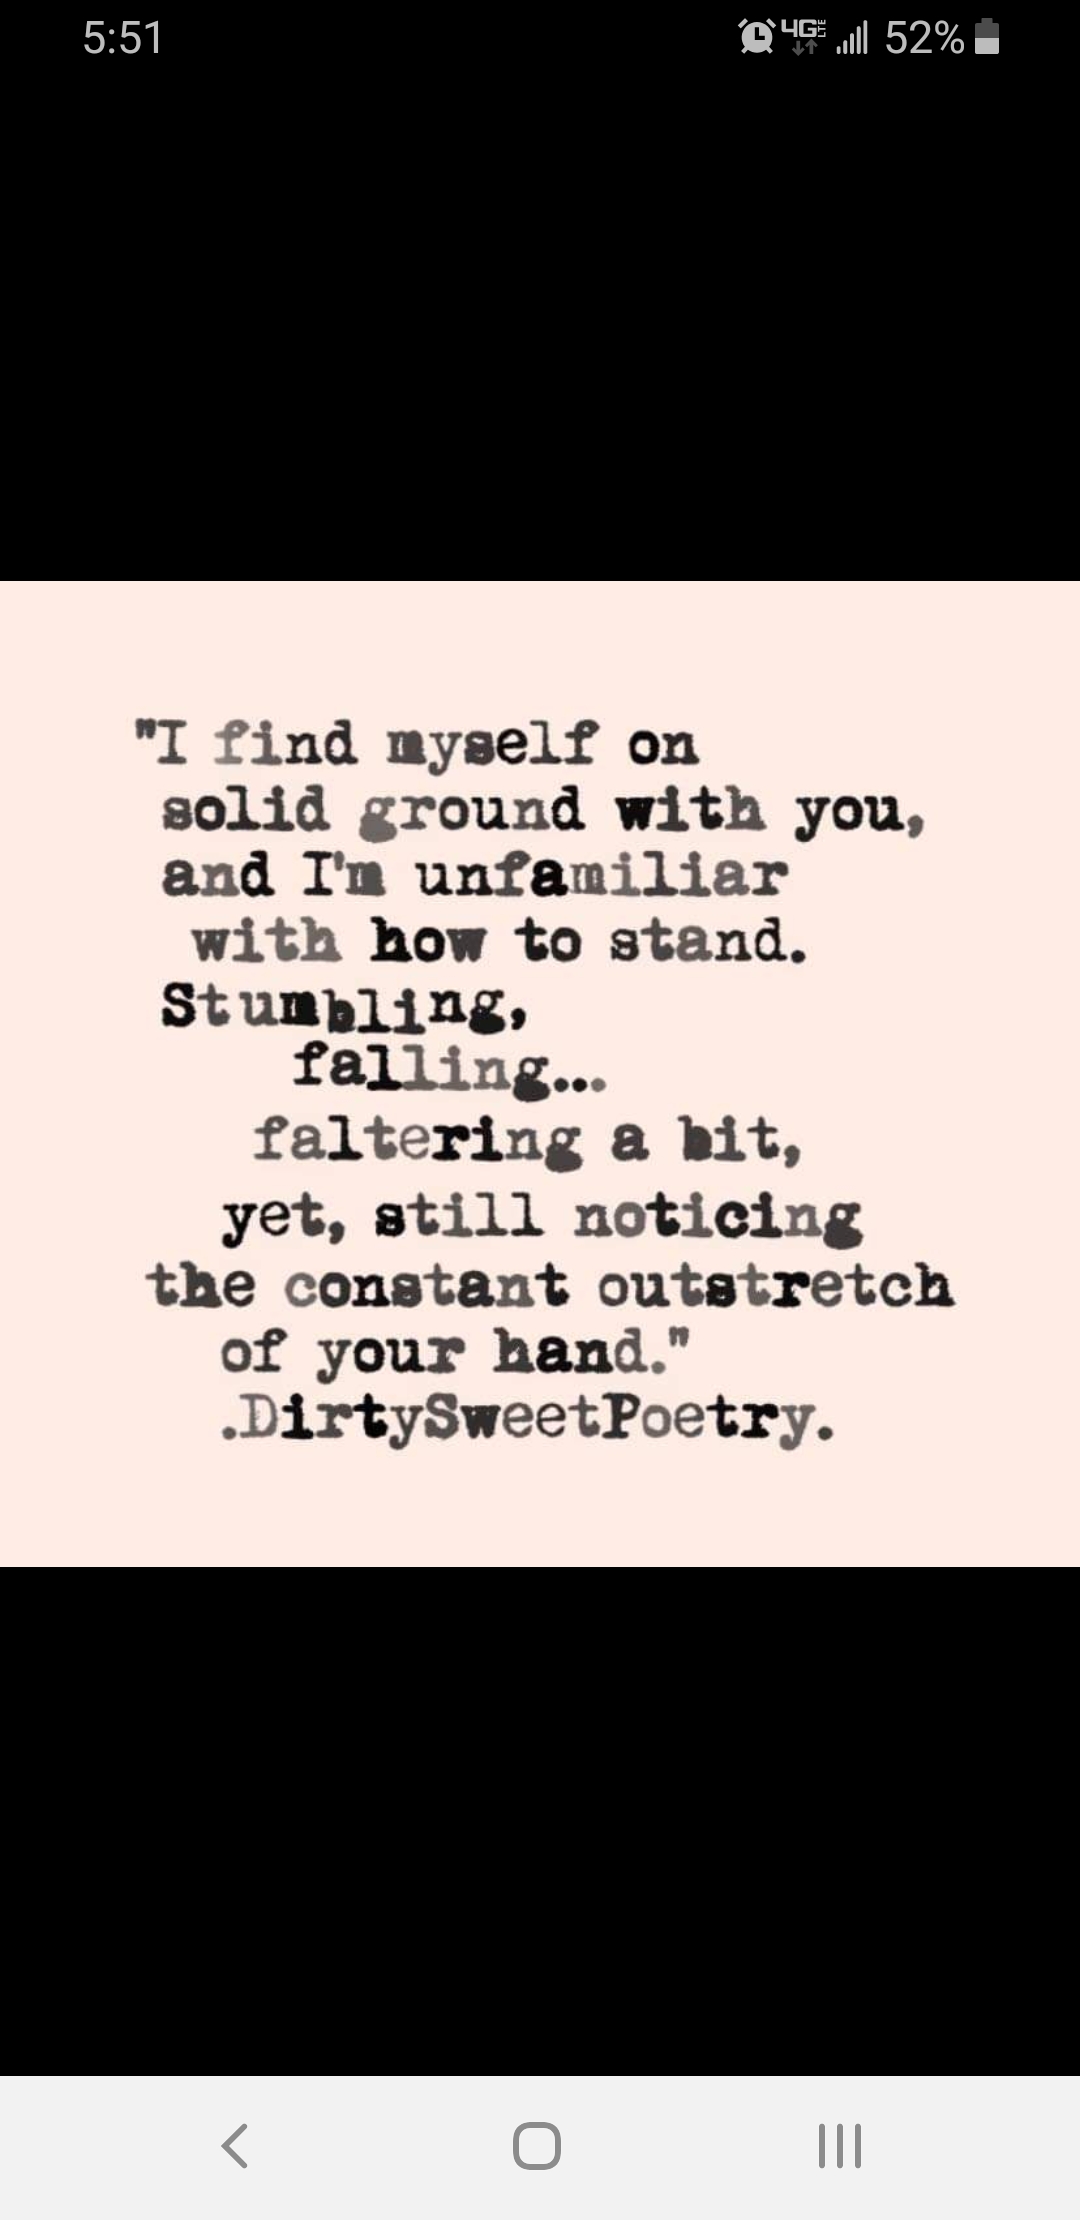 5:51 4G LTE 52%
"I find myself on
solid ground with you,
and I'm unfamiliar
with how to stand.
Stumbling,
falling...
faltering a bit,
yet, still noticing
the constant outstretch
of your hand."
.DirtySweetPoetry.